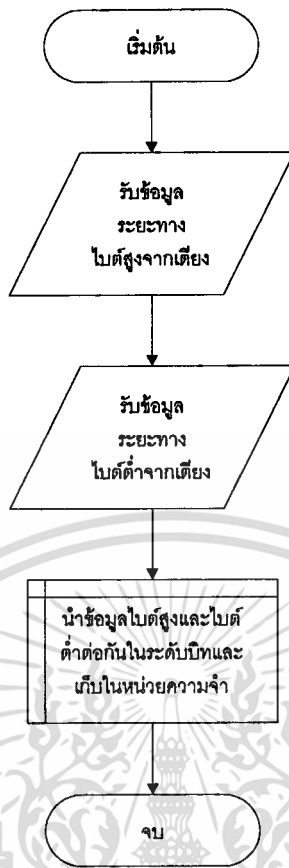 เริ่มต้น
รับข้อมูล
ระยะทาง
ไบต์สูงจากเตียง
รับข้อมูล
ระยะทาง
ไบต์ต่ำจากเตียง
นำข้อมูลไบต์สูงและไบต์
ต่ำต่อกันในระดับบิทและ
เก็บในหน่วยความจำ
จบ